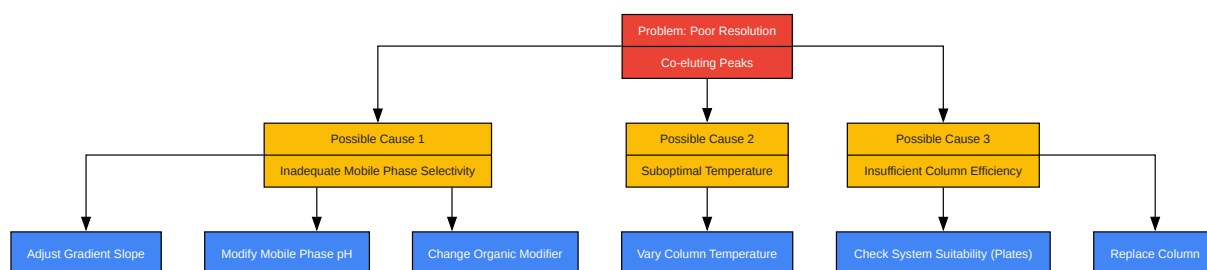 Problem: Poor Resolution
Co-eluting Peaks
Possible Cause 1
Inadequate Mobile Phase Selectivity
Possible Cause 2
Suboptimal Temperature
Possible Cause 3
Insufficient Column Efficiency
Adjust Gradient Slope
Modify Mobile Phase pH
Change Organic Modifier
Vary Column Temperature
Check System Suitability (Plates)
Replace Column